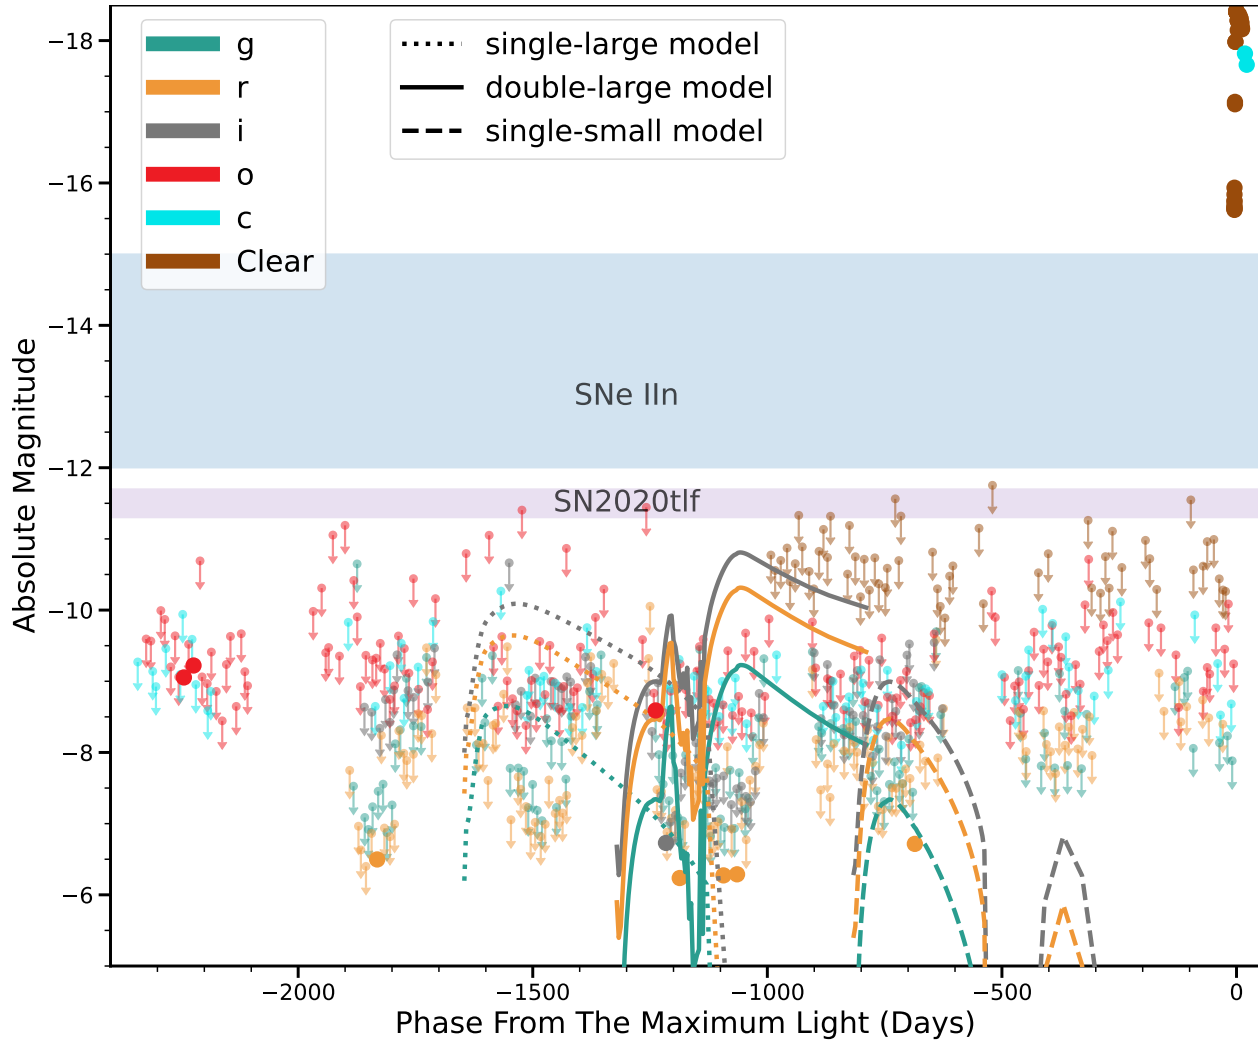 g
r
i
o
c
Clear
single-large model
double-large model
single-small model
SNe IIn
SN2020tlf
Absolute Magnitude
−18
−16
−14
−12
−10
−8
−6
−2000
−1500
−1000
−500
0
Phase From The Maximum Light (Days)